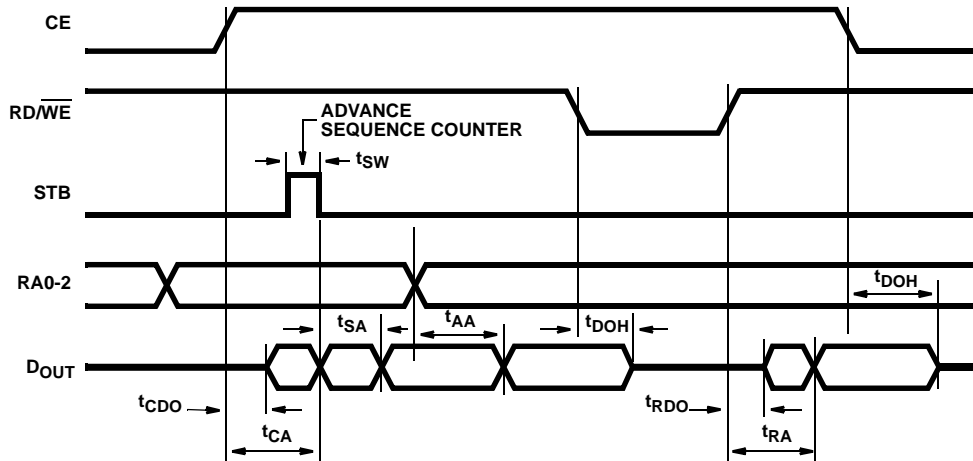 CE
RD/WE
ADVANCE
SEQUENCE COUNTER
tSW
STB
RA0-2
tDOH
tSA
tAA
tDOH
DOUT
tCDO
tRDO
tCA
tRA